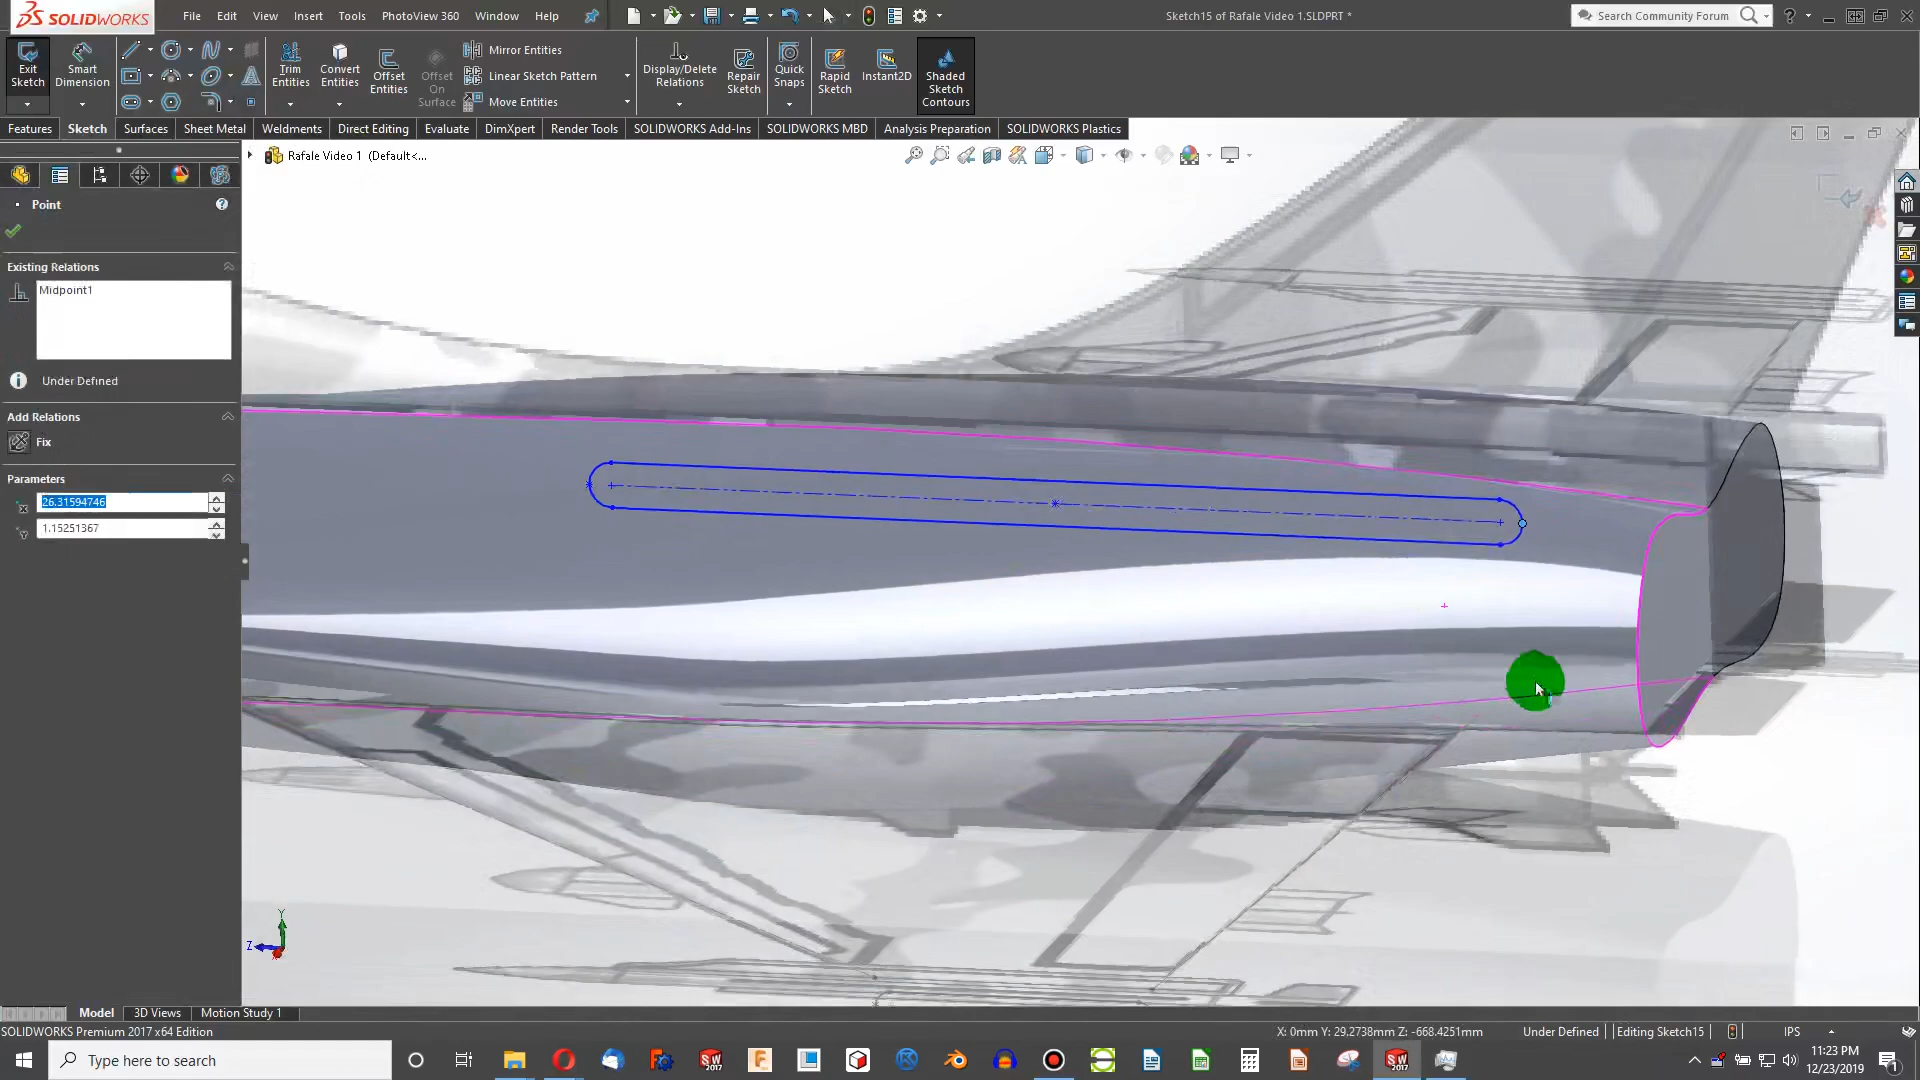 SOLIDWORKS
File Edit View Insert Tools PhotoView 360 Window Help
Sketch15 of Rafale Video 1.SLDPRT *
Search Community Forum
Exit Sketch
Smart Dimension
Trim Entities
Convert Entities
Offset Entities
Offset On Surface
Mirror Entities
Linear Sketch Pattern
Move Entities
Display/Delete Relations
Repair Sketch
Quick Snaps
Rapid Sketch
Instant2D
Shaded Sketch Contours
Features Sketch Surfaces Sheet Metal Weldments Direct Editing Evaluate DimXpert Render Tools SOLIDWORKS Add-Ins SOLIDWORKS MBD Analysis Preparation SOLIDWORKS Plastics
Rafale Video 1 (Default<...
Point
Existing Relations
Midpoint1
Under Defined
Add Relations
Fix
Parameters
26.31594746
1.15251367
Y
Z
Model 3D Views Motion Study 1
SOLIDWORKS Premium 2017 x64 Edition
X: 0mm Y: 29.2738mm Z: -668.4251mm Under Defined Editing Sketch15 IPS
Type here to search
11:23 PM
12/23/2019